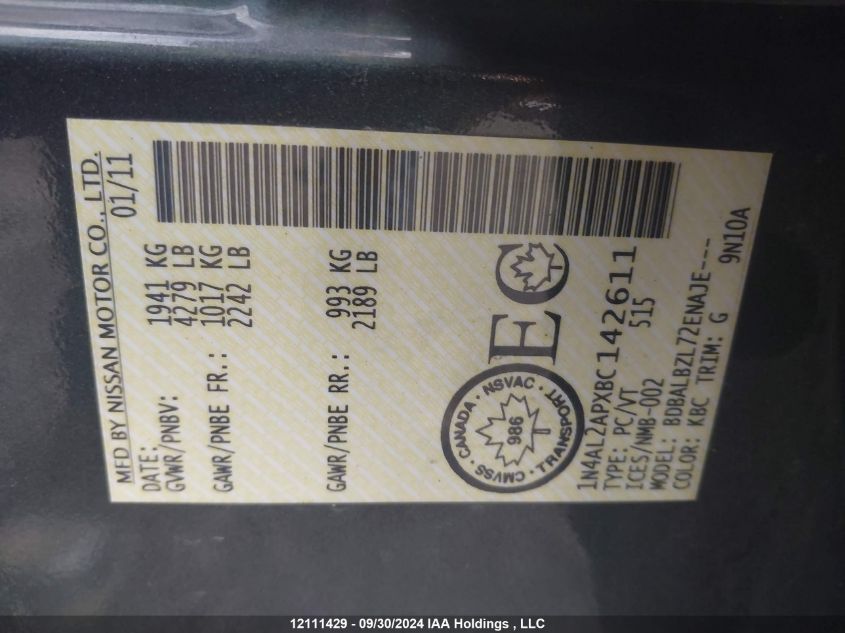 MFD BY NISSAN MOTOR CO., LTD.
DATE: 01/11
GVWR/PNBV: 1941 KG
4279 LB
GAWR/PNBE FR.: 1017 KG
2242 LB
GAWR/PNBE RR.: 993 KG
2189 LB
CANADA · NSVAC · TRANSPORT · CMVSS ·
986
EC
1N4AL2APXBC142611
TYPE: PC/VT 515
ICES/NMB-002
MODEL: BDBALBZL72ENAJE---
COLOR: KBC TRIM: G 9N10A
12111429 - 09/30/2024 IAA Holdings , LLC